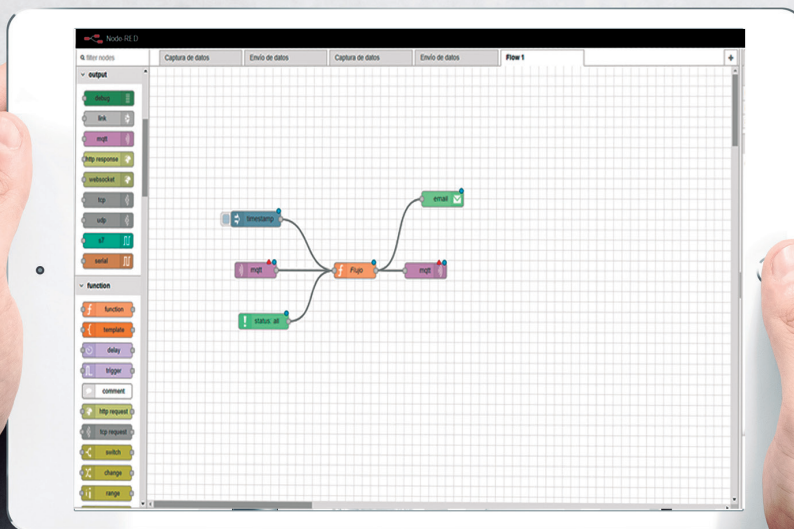 Node-RED
filter nodes
Captura de datos
Envío de datos
Captura de datos
Envío de datos
Flow 1
+
output
debug
link
mqtt
http response
websocket
tcp
udp
s7
serial
function
function
template
delay
trigger
comment
http request
tcp request
switch
change
range
timestamp
mqtt
status: all
Flujo
email
mqtt